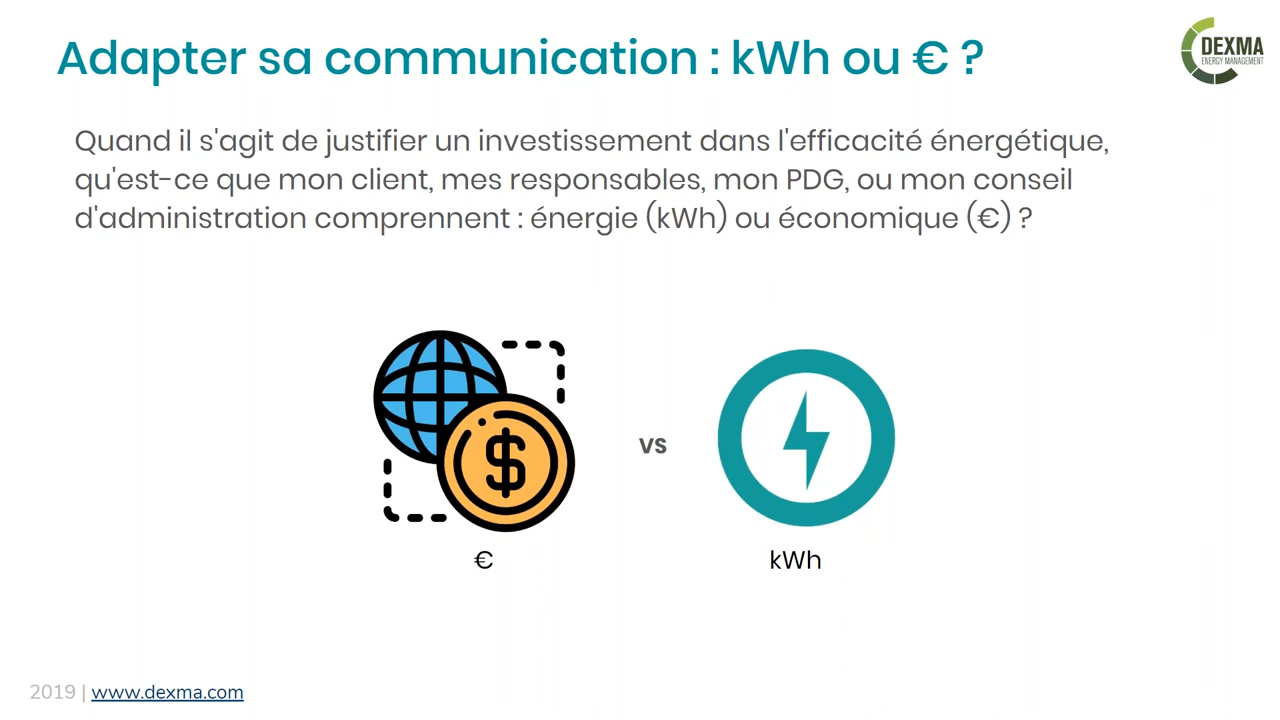 Adapter sa communication : kWh ou € ?
DEXMA
ENERGY MANAGEMENT
Quand il s'agit de justifier un investissement dans l'efficacité énergétique,
qu'est-ce que mon client, mes responsables, mon PDG, ou mon conseil
d'administration comprennent : énergie (kWh) ou économique (€) ?
$
vs
€
kWh
2019 | www.dexma.com